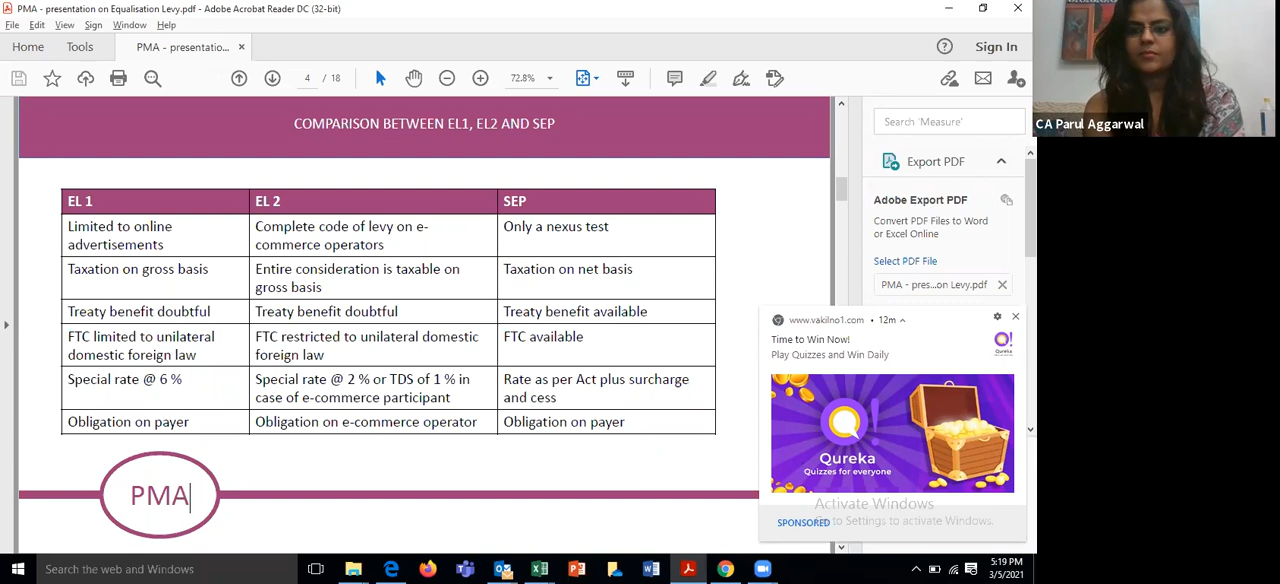 PMA - presentation on Equalisation Levy.pdf - Adobe Acrobat Reader DC (32-bit)
File Edit View Sign Window Help
Home Tools PMA - presentatio... Sign In
4 / 18 72.8%
COMPARISON BETWEEN EL1, EL2 AND SEP
EL 1 EL 2 SEP
Limited to online Complete code of levy on e- Only a nexus test
advertisements commerce operators
Taxation on gross basis Entire consideration is taxable on Taxation on net basis
gross basis
Treaty benefit doubtful Treaty benefit doubtful Treaty benefit available
FTC limited to unilateral FTC restricted to unilateral domestic FTC available
domestic foreign law foreign law
Special rate @ 6 % Special rate @ 2 % or TDS of 1 % in Rate as per Act plus surcharge
case of e-commerce participant and cess
Obligation on payer Obligation on e-commerce operator Obligation on payer
PMA
Search 'Measure'
Export PDF
Adobe Export PDF
Convert PDF Files to Word
or Excel Online
Select PDF File
PMA - pres...on Levy.pdf
www.vakilno1.com • 12m
Time to Win Now!
Play Quizzes and Win Daily
Q!
Qureka
Qureka
Quizzes for everyone
SPONSORED
Activate Windows
Go to Settings to activate Windows.
CA Parul Aggarwal
Search the web and Windows
5:19 PM
3/5/2021